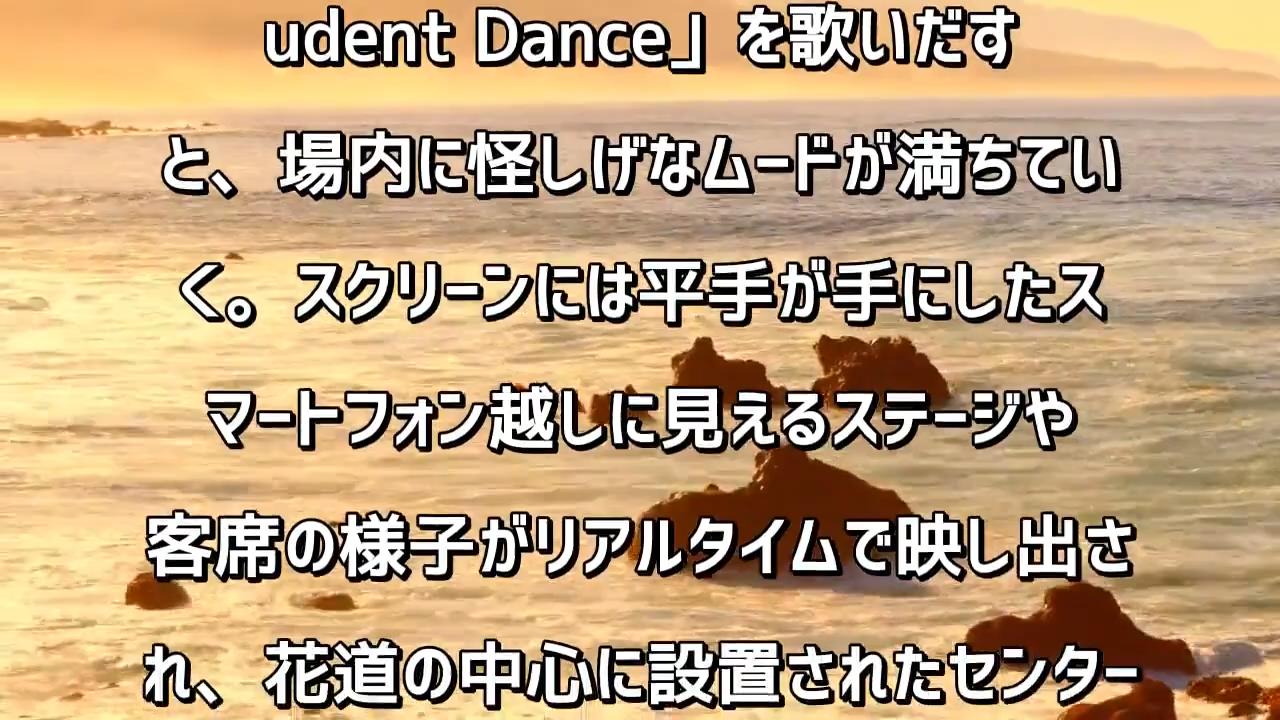 udent Dance」を歌いだす
と、場内に怪しげなムードが満ちてい
く。スクリーンには平手が手にしたス
マートフォン越しに見えるステージや
客席の様子がリアルタイムで映し出さ
れ、花道の中心に設置されたセンター